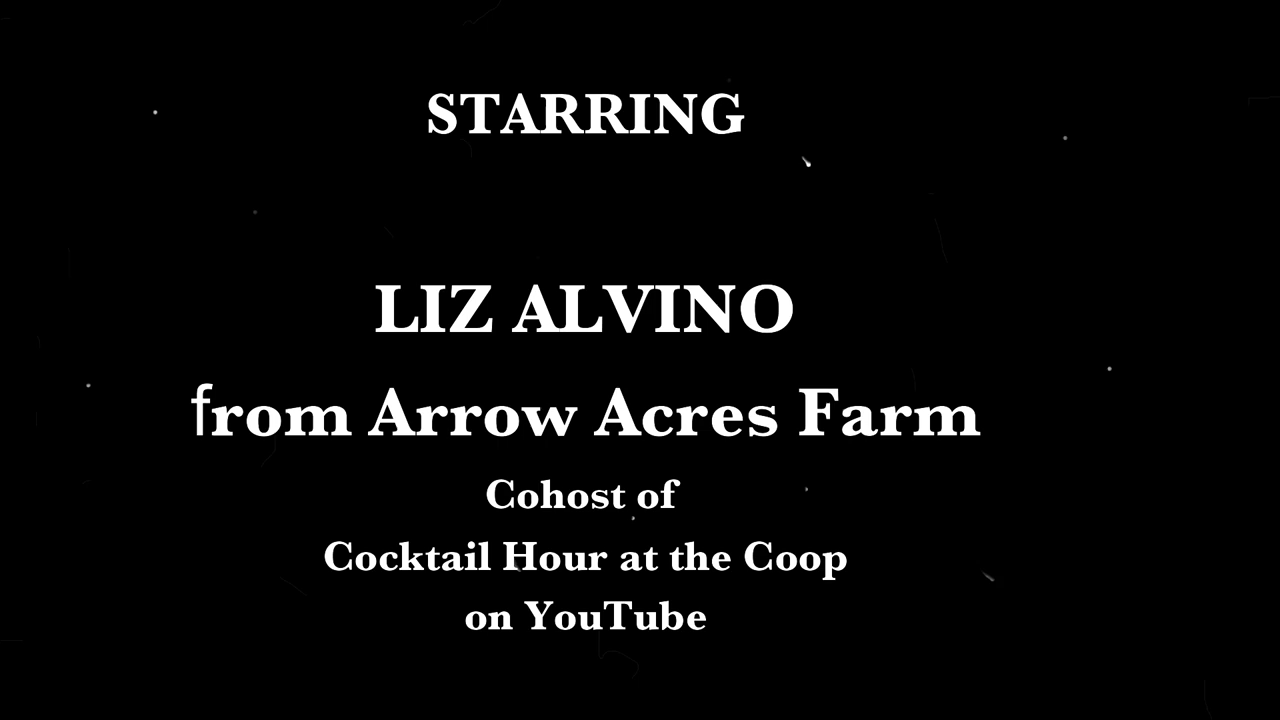 STARRING
LIZ ALVINO
from Arrow Acres Farm
Cohost of
Cocktail Hour at the Coop
on YouTube